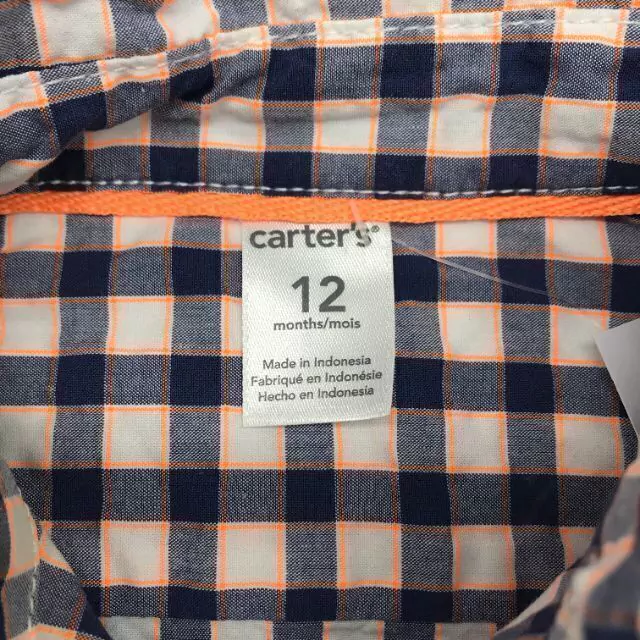 carter's®
12
months/mois
Made in Indonesia
Fabriqué en Indonésie
Hecho en Indonesia